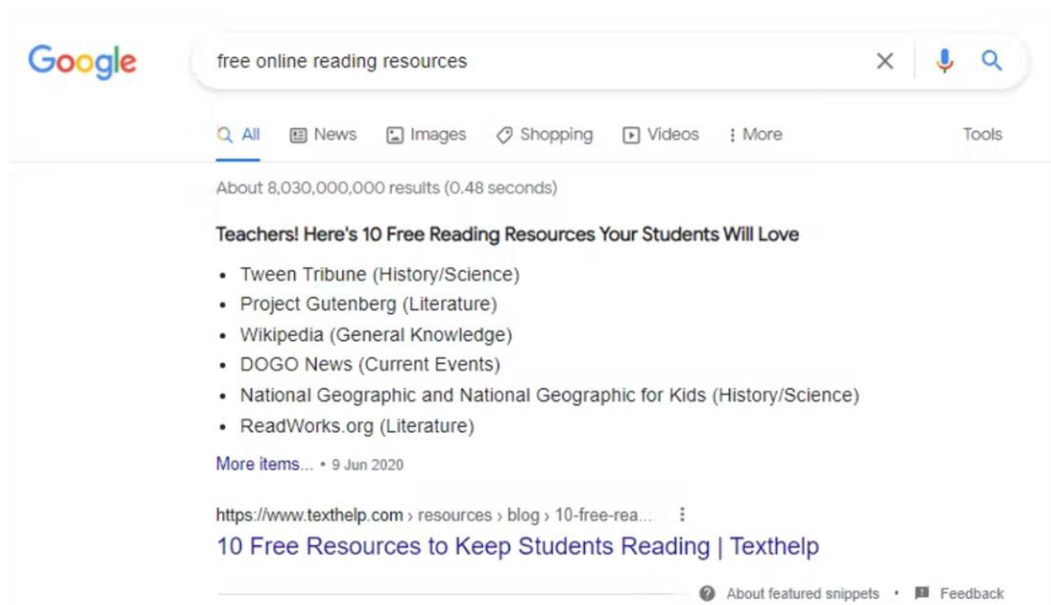 Google
free online reading resources
All News Images Shopping Videos More Tools
About 8,030,000,000 results (0.48 seconds)
Teachers! Here's 10 Free Reading Resources Your Students Will Love
• Tween Tribune (History/Science)
• Project Gutenberg (Literature)
• Wikipedia (General Knowledge)
• DOGO News (Current Events)
• National Geographic and National Geographic for Kids (History/Science)
• ReadWorks.org (Literature)
More items... • 9 Jun 2020
https://www.texthelp.com › resources › blog › 10-free-rea...
10 Free Resources to Keep Students Reading | Texthelp
About featured snippets • Feedback